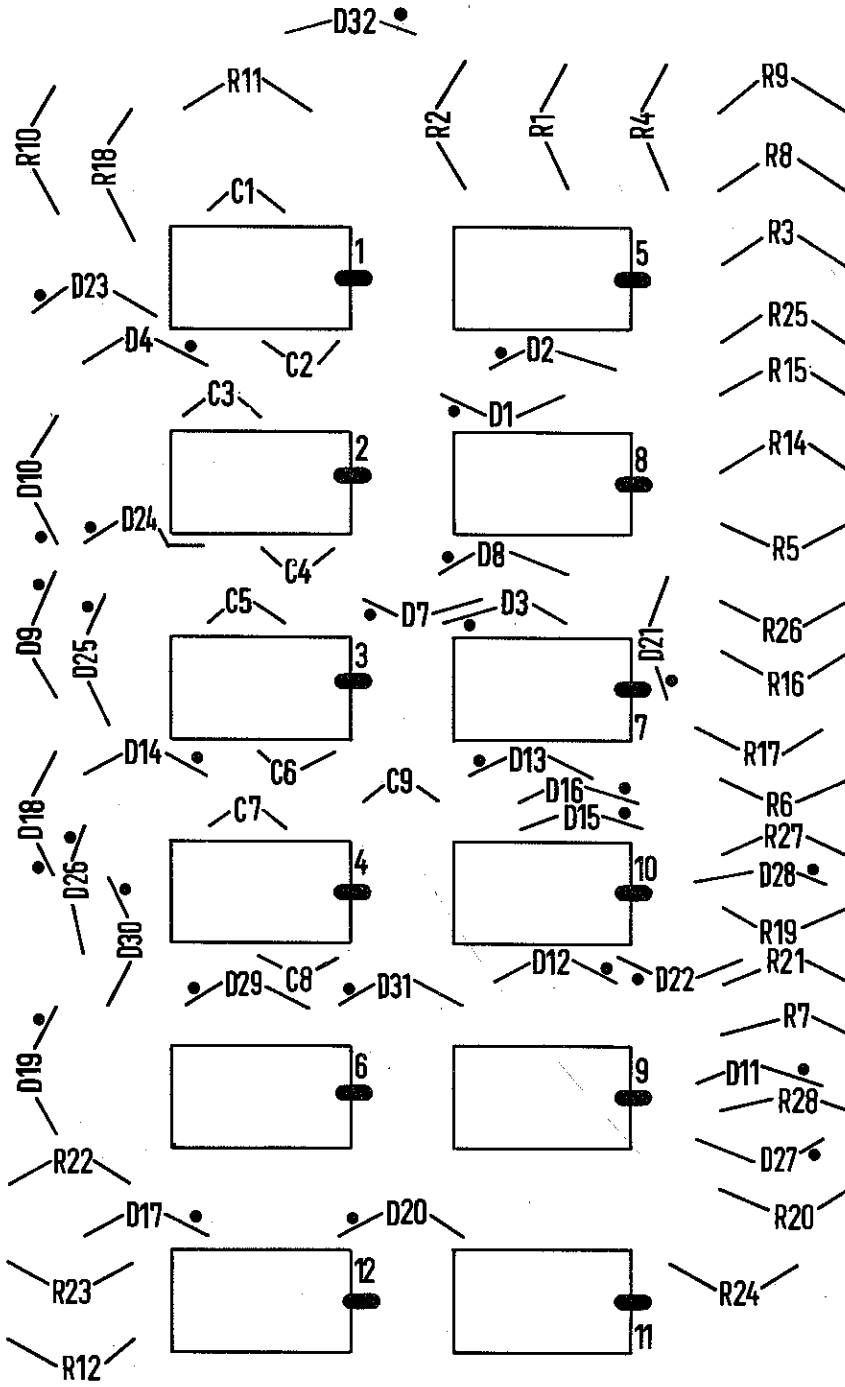 D32
R11
R9
R10
R18
R2
R1
R4
R8
C1
R3
1
5
D23
R25
D4
C2
D2
R15
C3
D1
2
8
R14
D10
D24
C4
D8
R5
C5
D7
D3
R26
D9
D25
3
D21
R16
7
D14
C6
C9
D13
R17
D16
R6
D18
C7
D15
R27
D26
4
10
D28
D30
R19
C8
D12
D22
R21
D29
D31
R7
D19
6
9
D11
R28
R22
D27
D17
D20
R20
R23
12
11
R24
R12